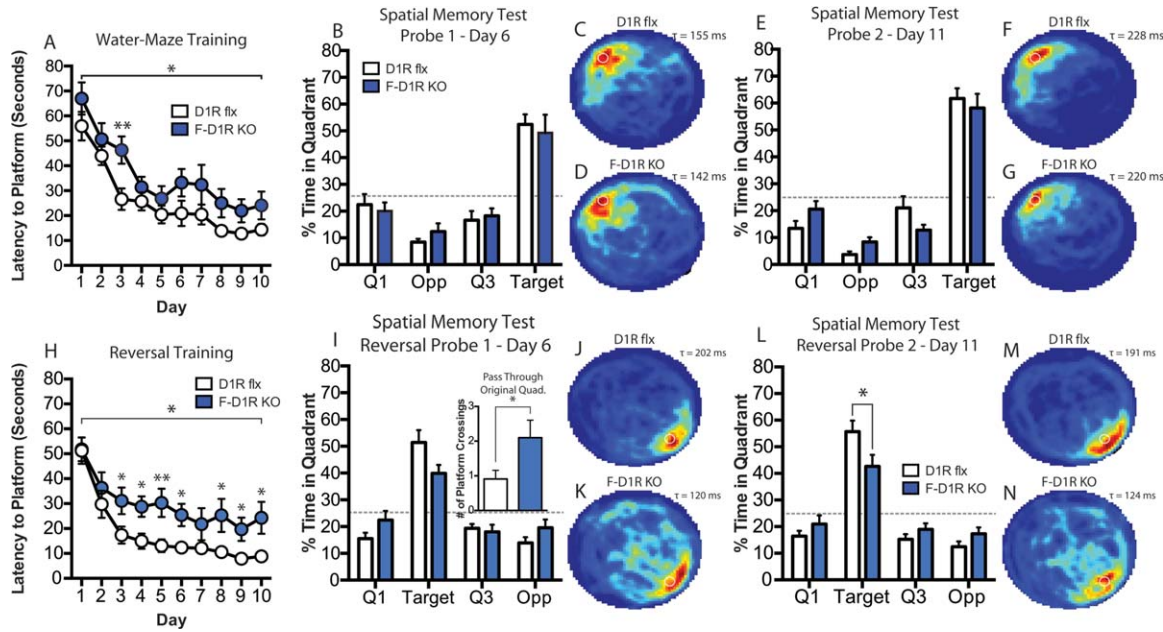 A
Water-Maze Training
80
70
60
50
40
30
20
10
0
Latency to Platform (Seconds)
*
**
D1R flx
F-D1R KO
1 2 3 4 5 6 7 8 9 10
Day
B
Spatial Memory Test
Probe 1 - Day 6
80
70
60
50
40
30
20
10
0
% Time in Quadrant
D1R flx
F-D1R KO
Q1 Opp Q3 Target
C
D1R flx
τ = 155 ms
D
F-D1R KO
τ = 142 ms
E
Spatial Memory Test
Probe 2 - Day 11
80
70
60
50
40
30
20
10
0
% Time in Quadrant
Q1 Opp Q3 Target
F
D1R flx
τ = 228 ms
G
F-D1R KO
τ = 220 ms
H
Reversal Training
80
70
60
50
40
30
20
10
0
Latency to Platform (Seconds)
D1R flx
F-D1R KO
*
* * ** * * * *
1 2 3 4 5 6 7 8 9 10
Day
I
Spatial Memory Test
Reversal Probe 1 - Day 6
80
70
60
50
40
30
20
10
0
% Time in Quadrant
Pass Through
Original Quad.
*
3
2
1
0
# of Platform Crossings
Q1 Target Q3 Opp
J
D1R flx
τ = 202 ms
K
F-D1R KO
τ = 120 ms
L
Spatial Memory Test
Reversal Probe 2 - Day 11
80
70
60
50
40
30
20
10
0
% Time in Quadrant
*
D1R flx
F-D1R KO
Q1 Target Q3 Opp
M
D1R flx
τ = 191 ms
N
F-D1R KO
τ = 124 ms